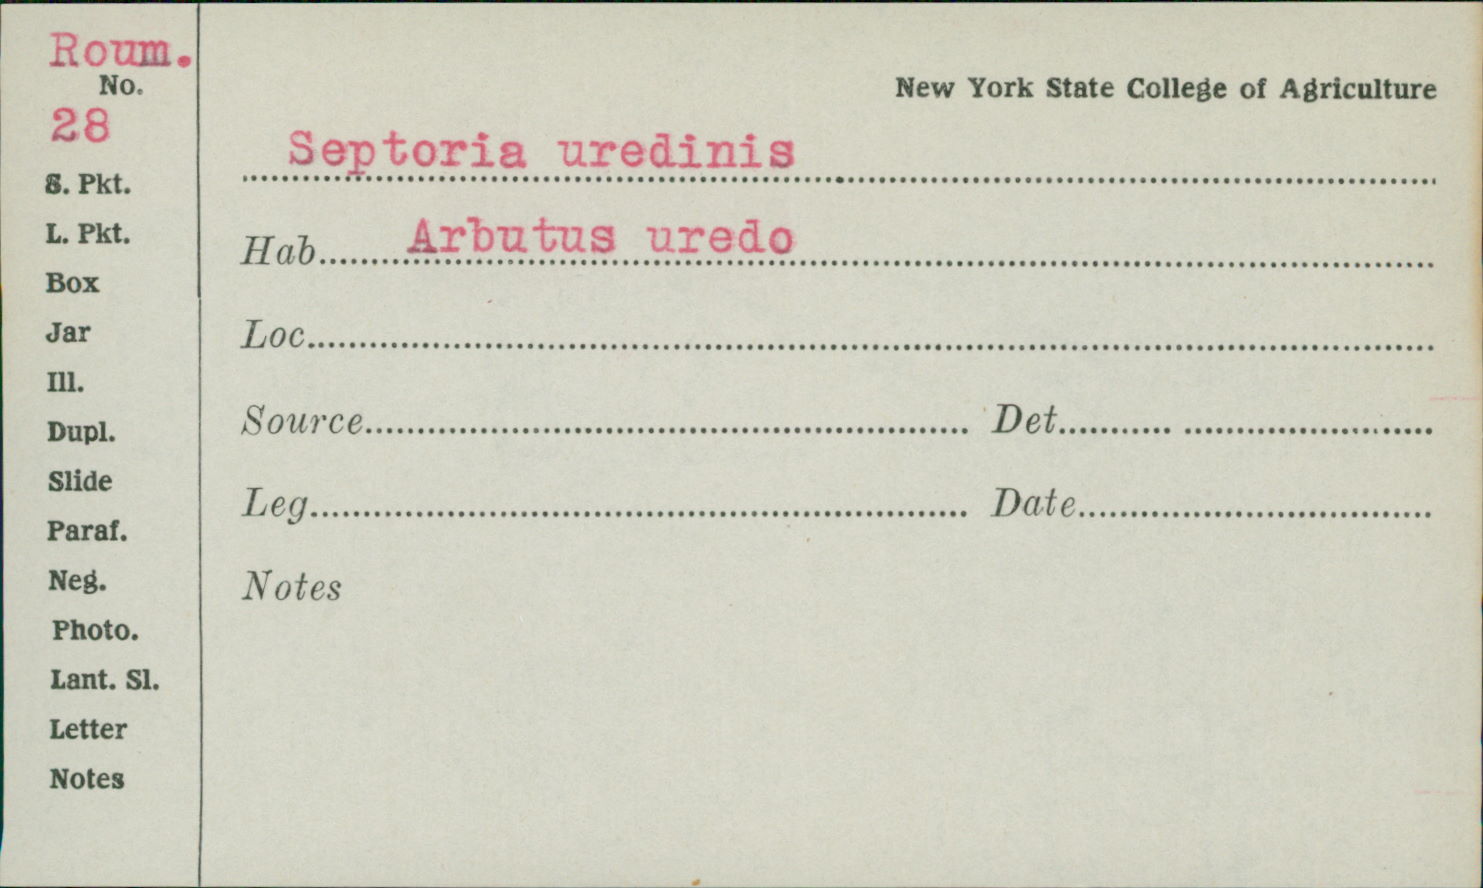 Roum.
No.
28
S. Pkt.
L. Pkt.
Box
Jar
Ill.
Dupl.
Slide
Paraf.
Neg.
Photo.
Lant. Sl.
Letter
Notes
New York State College of Agriculture
Septoria uredinis
Hab. Arbutus uredo
Loc.
Source Det.
Leg. Date
Notes